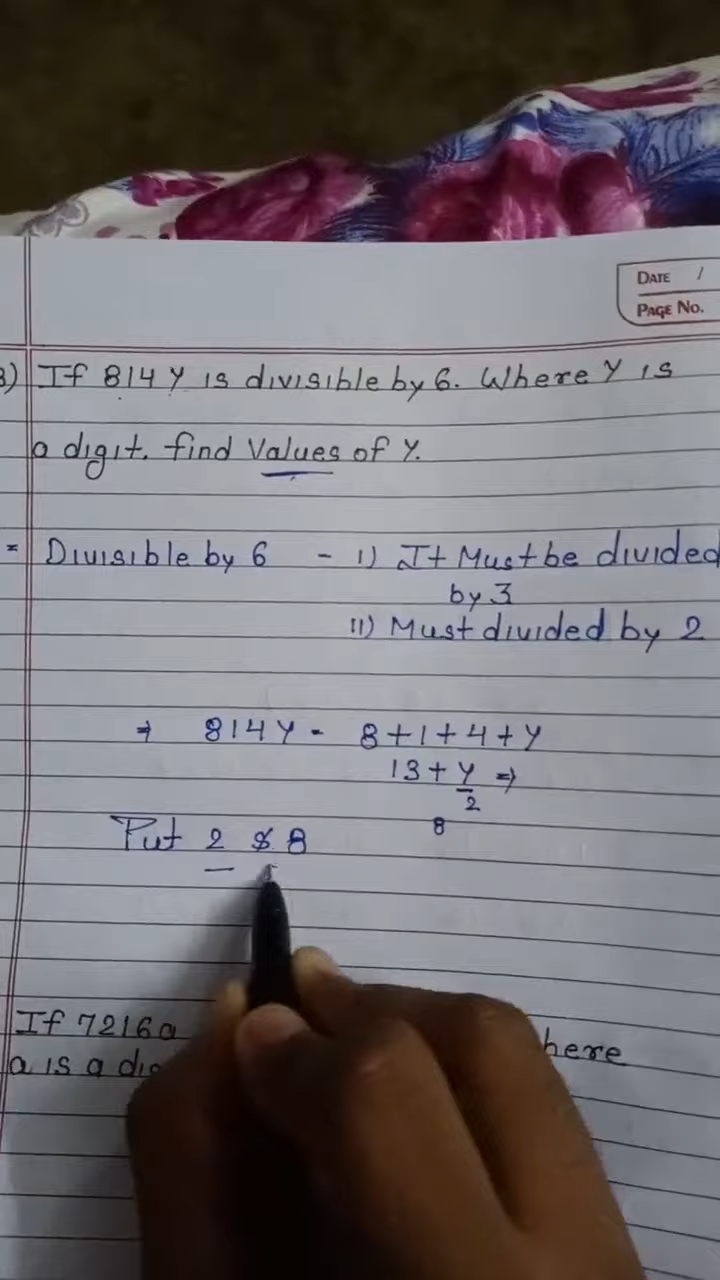 DATE /
PAGE NO.
3) If 814Y is divisible by 6. Where Y is
a digit. find Values of Y.
= Divisible by 6 - i) It Must be divided
by 3
ii) Must divided by 2
⇒ 814Y - 8+1+4+Y
13+Y ⇒
2
8
Put 2 & 8
If 7216a here
a is a